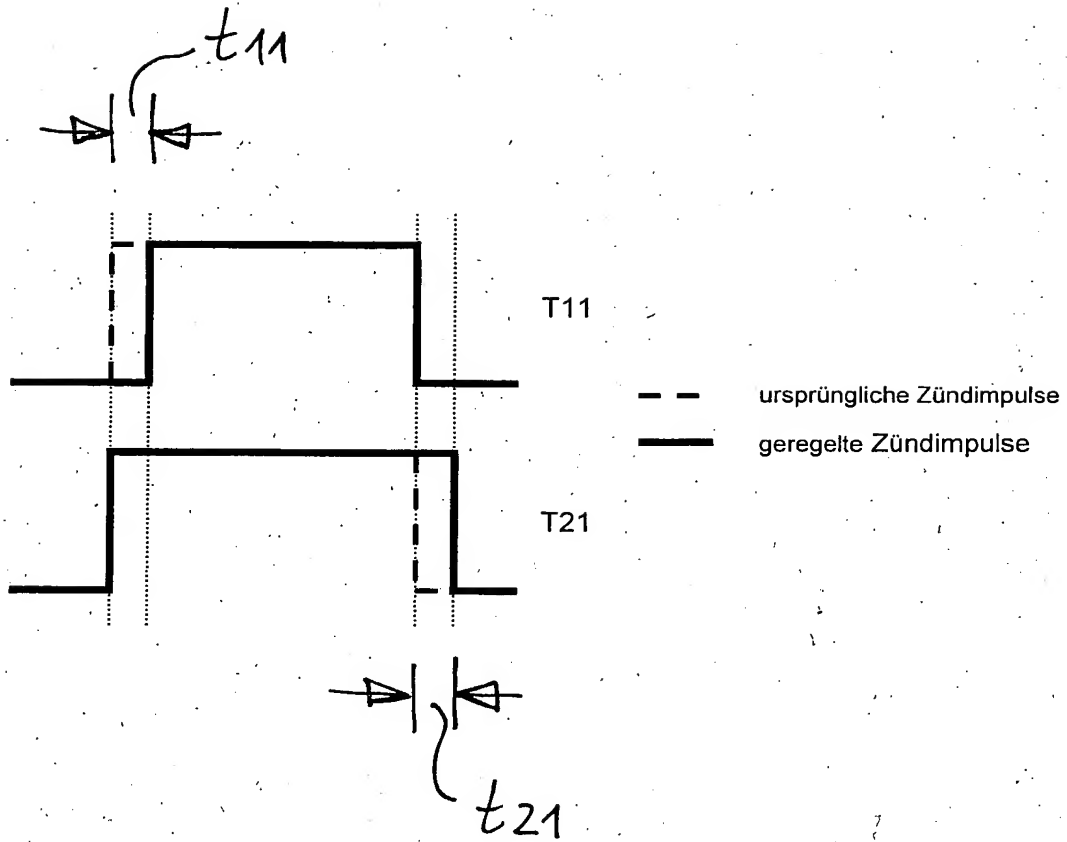 t11
T11
ursprüngliche Zündimpulse
geregelte Zündimpulse
T21
t21